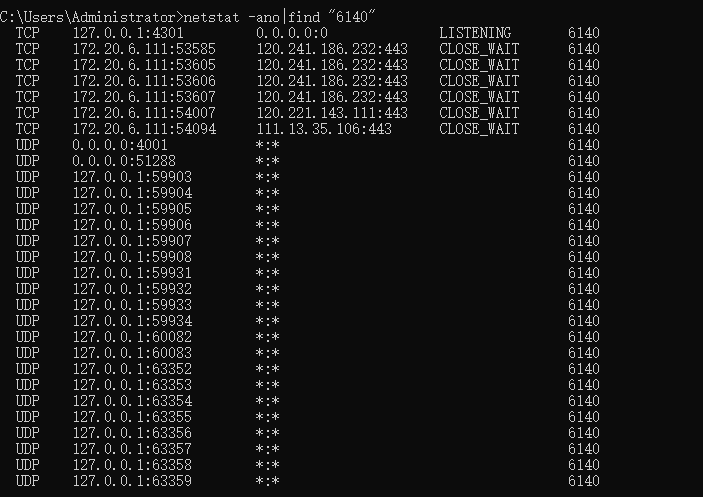 C:\Users\Administrator>netstat -ano|find "6140"
TCP 127.0.0.1:4301 0.0.0.0:0 LISTENING 6140
TCP 172.20.6.111:53585 120.241.186.232:443 CLOSE_WAIT 6140
TCP 172.20.6.111:53605 120.241.186.232:443 CLOSE_WAIT 6140
TCP 172.20.6.111:53606 120.241.186.232:443 CLOSE_WAIT 6140
TCP 172.20.6.111:53607 120.241.186.232:443 CLOSE_WAIT 6140
TCP 172.20.6.111:54007 120.221.143.111:443 CLOSE_WAIT 6140
TCP 172.20.6.111:54094 111.13.35.106:443 CLOSE_WAIT 6140
UDP 0.0.0.0:4001 *:* 6140
UDP 0.0.0.0:51288 *:* 6140
UDP 127.0.0.1:59903 *:* 6140
UDP 127.0.0.1:59904 *:* 6140
UDP 127.0.0.1:59905 *:* 6140
UDP 127.0.0.1:59906 *:* 6140
UDP 127.0.0.1:59907 *:* 6140
UDP 127.0.0.1:59908 *:* 6140
UDP 127.0.0.1:59931 *:* 6140
UDP 127.0.0.1:59932 *:* 6140
UDP 127.0.0.1:59933 *:* 6140
UDP 127.0.0.1:59934 *:* 6140
UDP 127.0.0.1:60082 *:* 6140
UDP 127.0.0.1:60083 *:* 6140
UDP 127.0.0.1:63352 *:* 6140
UDP 127.0.0.1:63353 *:* 6140
UDP 127.0.0.1:63354 *:* 6140
UDP 127.0.0.1:63355 *:* 6140
UDP 127.0.0.1:63356 *:* 6140
UDP 127.0.0.1:63357 *:* 6140
UDP 127.0.0.1:63358 *:* 6140
UDP 127.0.0.1:63359 *:* 6140